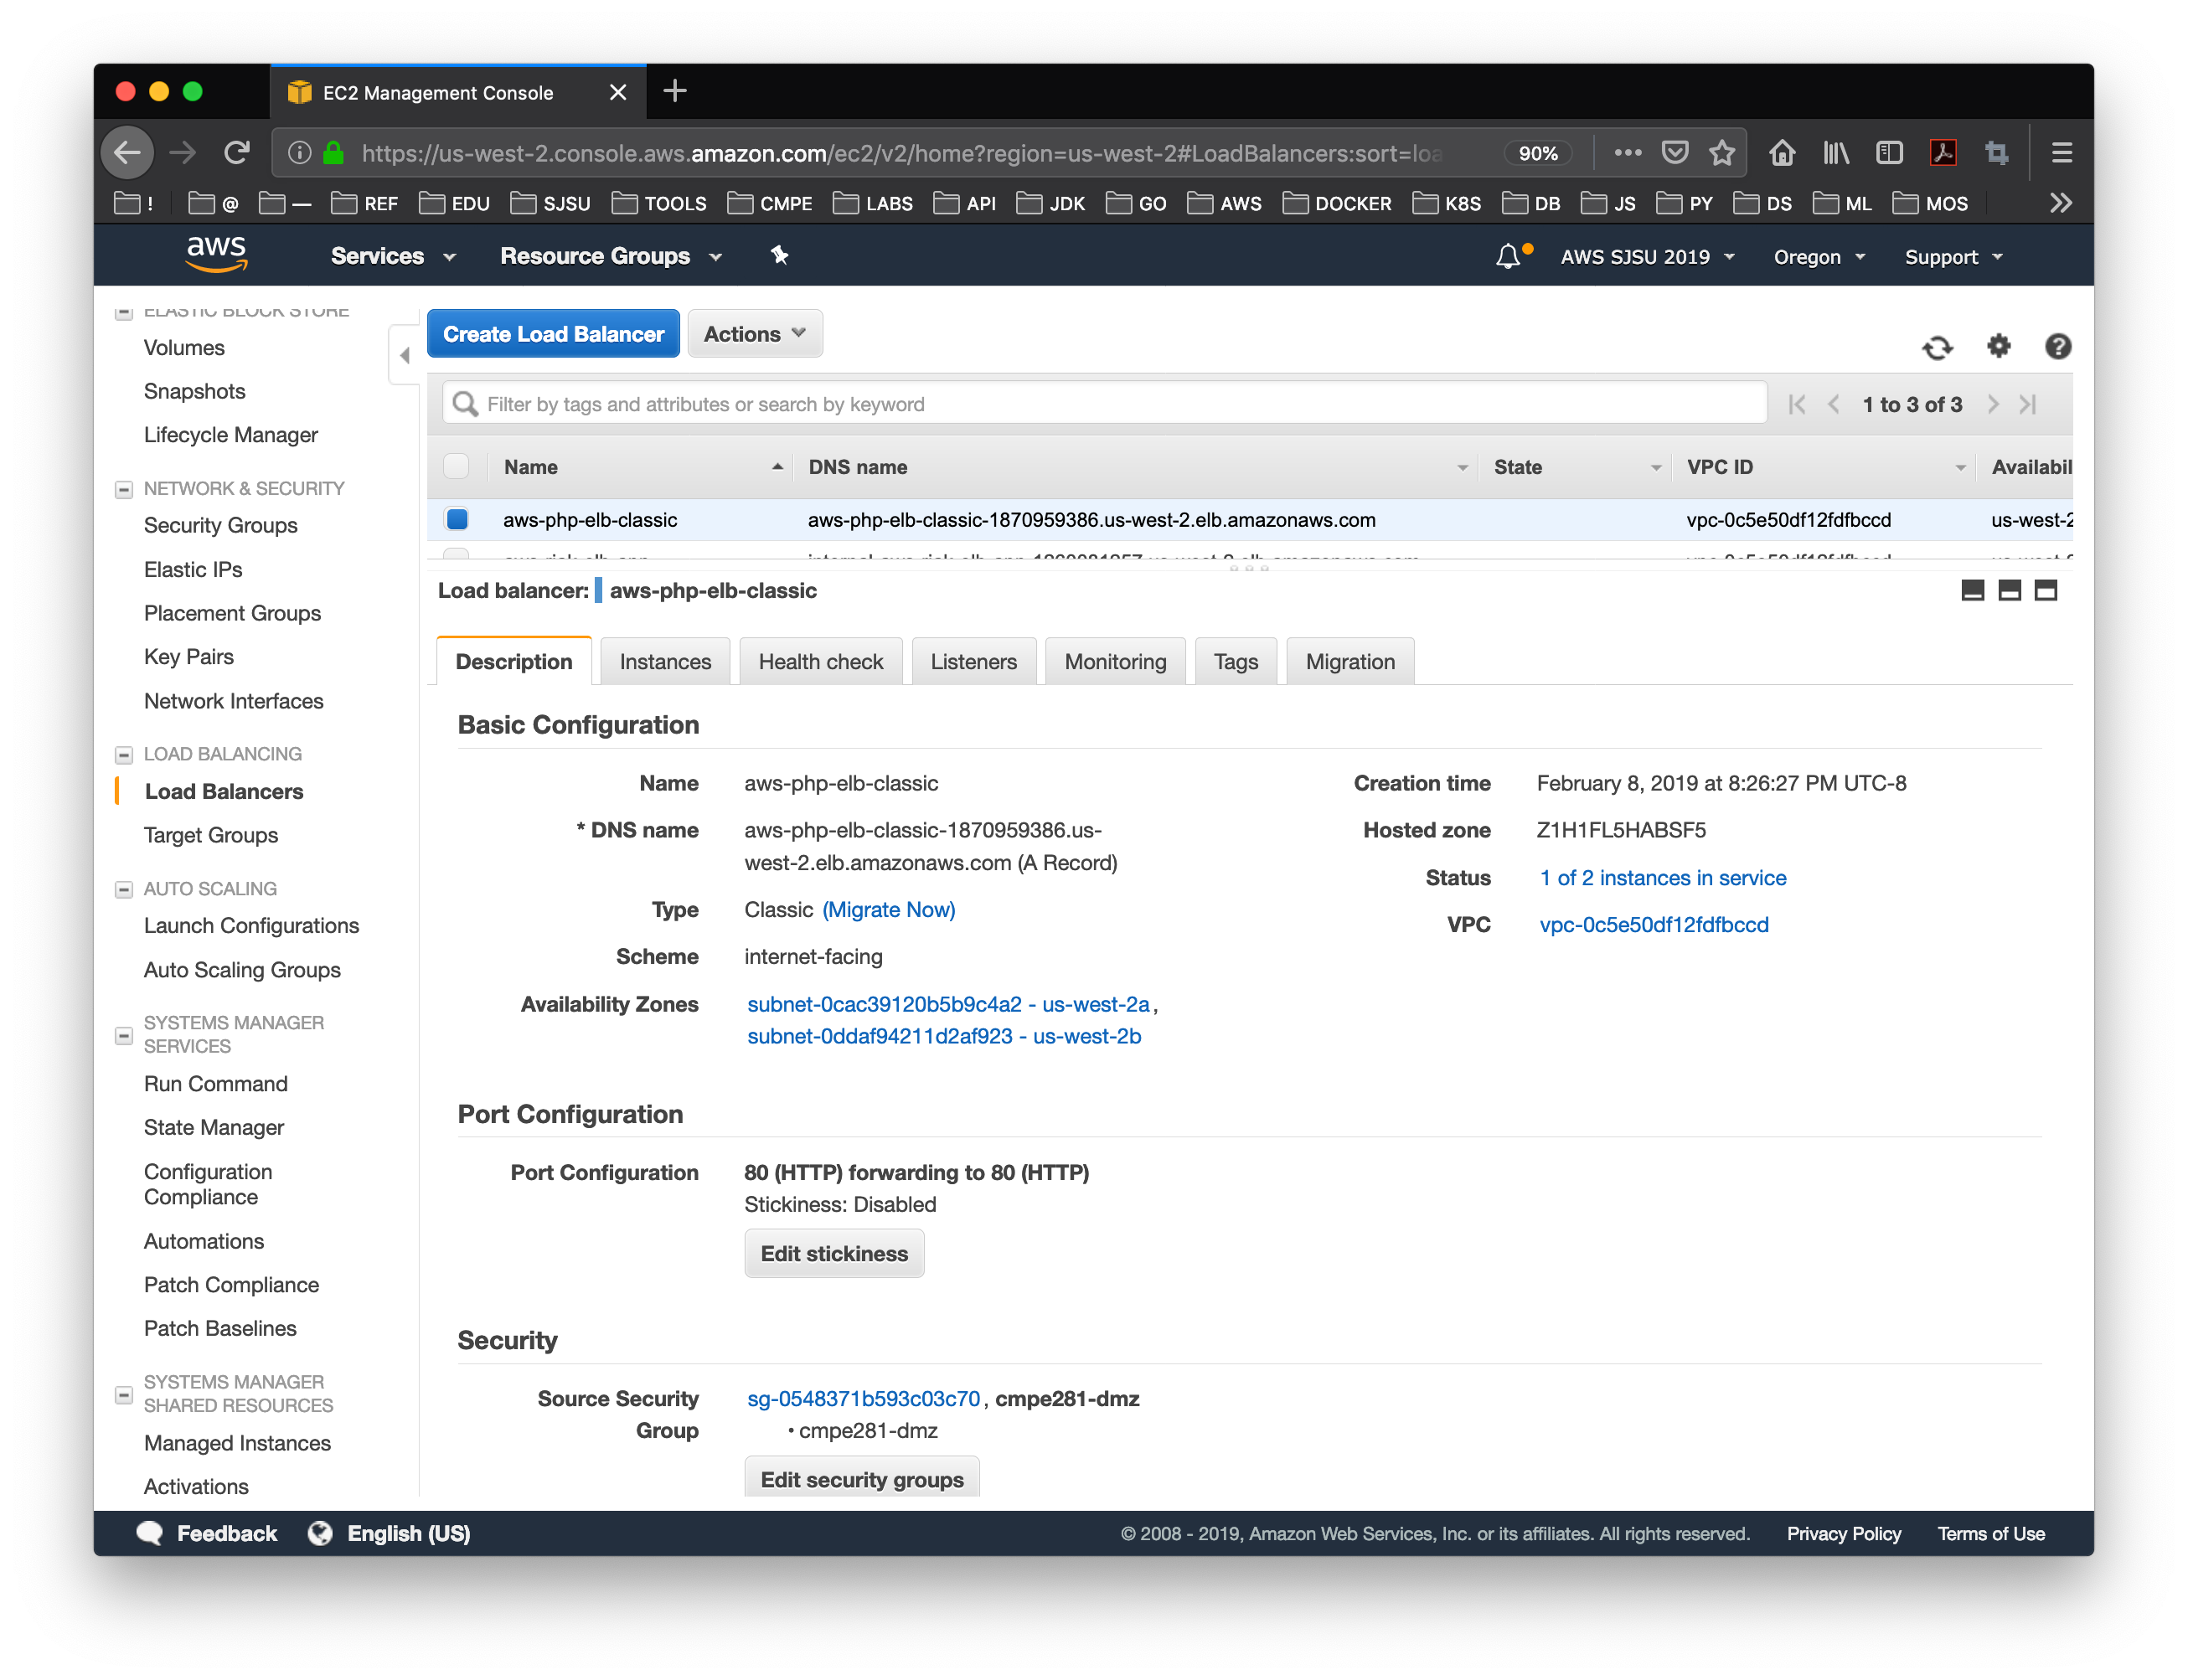 EC2 Management Console
https://us-west-2.console.aws.amazon.com/ec2/v2/home?region=us-west-2#LoadBalancers:sort=loa
90%
!
@
—
REF
EDU
SJSU
TOOLS
CMPE
LABS
API
JDK
GO
AWS
DOCKER
K8S
DB
JS
PY
DS
ML
MOS
aws
Services
Resource Groups
AWS SJSU 2019
Oregon
Support
ELASTIC BLOCK STORE
Volumes
Snapshots
Lifecycle Manager
NETWORK & SECURITY
Security Groups
Elastic IPs
Placement Groups
Key Pairs
Network Interfaces
LOAD BALANCING
Load Balancers
Target Groups
AUTO SCALING
Launch Configurations
Auto Scaling Groups
SYSTEMS MANAGER
SERVICES
Run Command
State Manager
Configuration
Compliance
Automations
Patch Compliance
Patch Baselines
SYSTEMS MANAGER
SHARED RESOURCES
Managed Instances
Activations
Create Load Balancer
Actions
Filter by tags and attributes or search by keyword
1 to 3 of 3
Name
DNS name
State
VPC ID
Availabil
aws-php-elb-classic
aws-php-elb-classic-1870959386.us-west-2.elb.amazonaws.com
vpc-0c5e50df12fdfbccd
us-west-2
Load balancer: aws-php-elb-classic
Description
Instances
Health check
Listeners
Monitoring
Tags
Migration
Basic Configuration
Name
aws-php-elb-classic
* DNS name
aws-php-elb-classic-1870959386.us-
west-2.elb.amazonaws.com (A Record)
Type
Classic (Migrate Now)
Scheme
internet-facing
Availability Zones
subnet-0cac39120b5b9c4a2 - us-west-2a,
subnet-0ddaf94211d2af923 - us-west-2b
Creation time
February 8, 2019 at 8:26:27 PM UTC-8
Hosted zone
Z1H1FL5HABSF5
Status
1 of 2 instances in service
VPC
vpc-0c5e50df12fdfbccd
Port Configuration
Port Configuration
80 (HTTP) forwarding to 80 (HTTP)
Stickiness: Disabled
Edit stickiness
Security
Source Security
Group
sg-0548371b593c03c70, cmpe281-dmz
• cmpe281-dmz
Edit security groups
Feedback
English (US)
© 2008 - 2019, Amazon Web Services, Inc. or its affiliates. All rights reserved.
Privacy Policy
Terms of Use